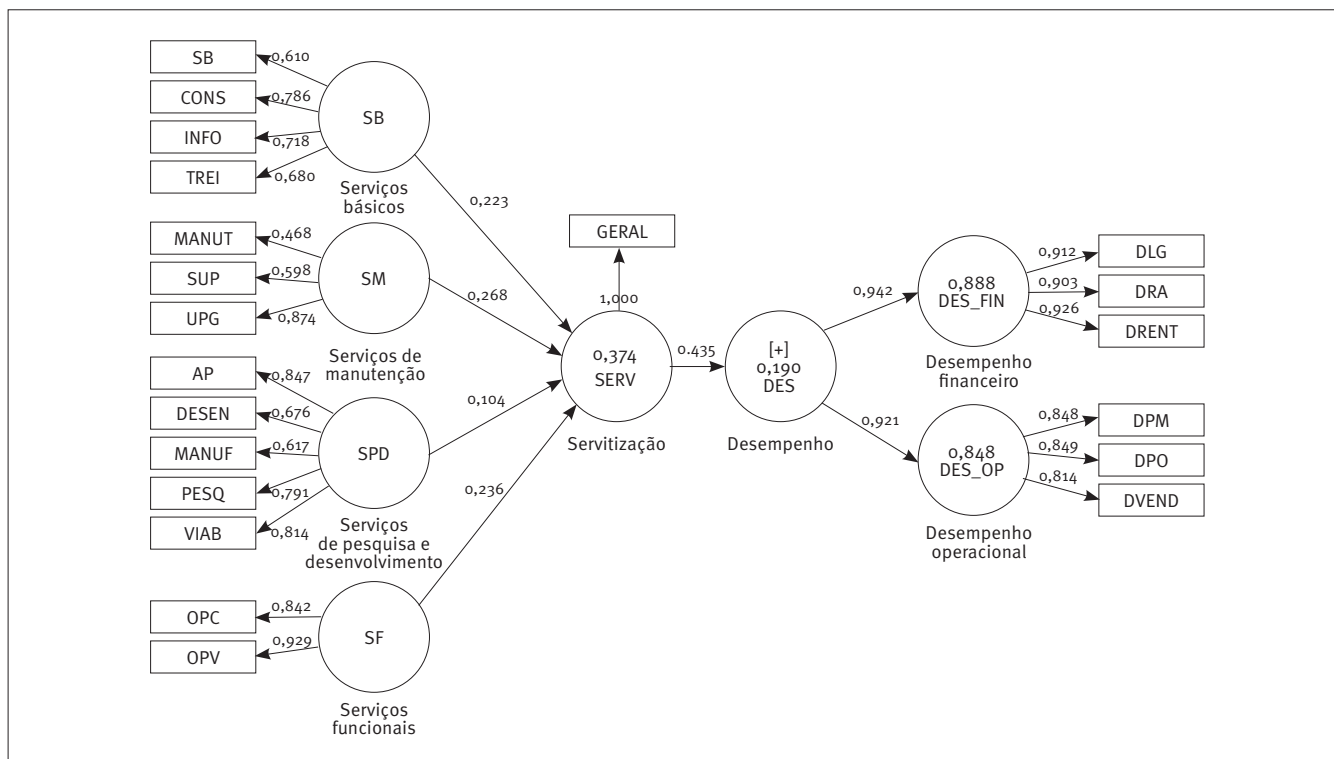 SB
0,610
CONS
0,786
INFO
0,718
TREI
0,680
SB
Serviços
básicos
0,223
MANUT
0,468
SUP
0,598
UPG
0,874
SM
Serviços de
manutenção
0,268
AP
0,847
DESEN
0,676
MANUF
0,617
PESQ
0,791
VIAB
0,814
SPD
Serviços
de pesquisa e
desenvolvimento
0,104
OPC
0,842
OPV
0,929
SF
Serviços
funcionais
0,236
GERAL
1,000
0,374
SERV
Servitização
0.435
[+]
0,190
DES
Desempenho
0,942
0,921
0,888
DES_FIN
Desempenho
financeiro
0,912
DLG
0,903
DRA
0,926
DRENT
0,848
DES_OP
Desempenho
operacional
0,848
DPM
0,849
DPO
0,814
DVEND